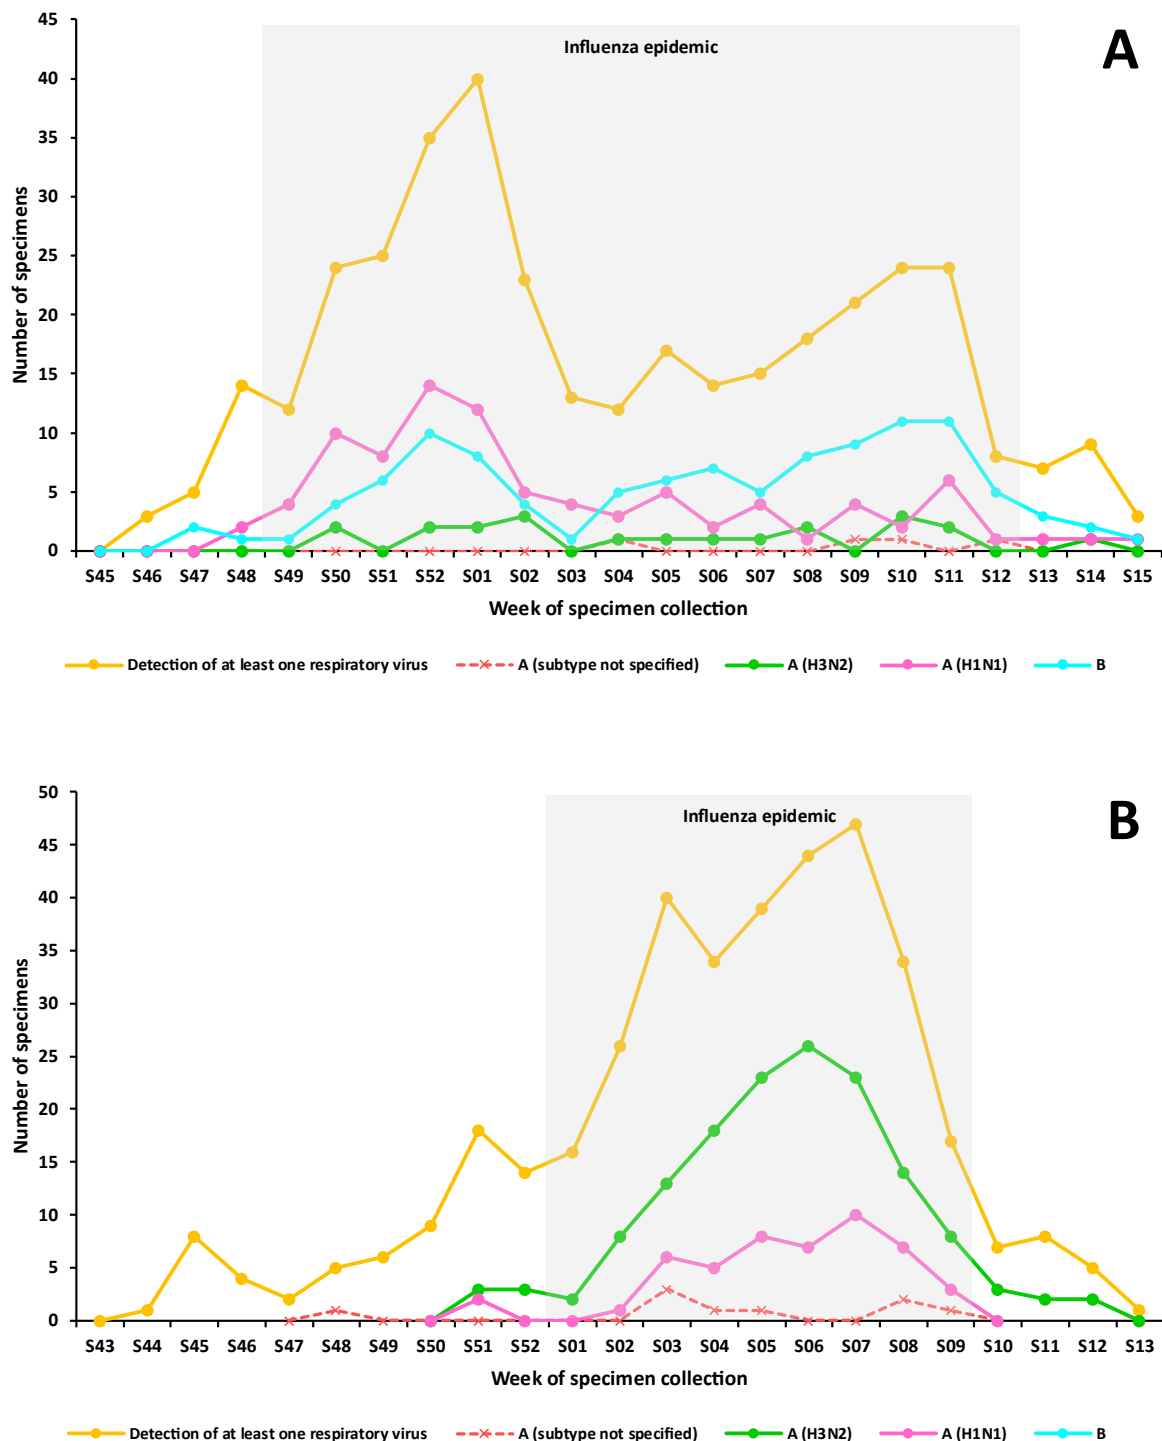 A
Influenza epidemic
45
40
35
30
25
20
15
10
5
0
Number of specimens
S45 S46 S47 S48 S49 S50 S51 S52 S01 S02 S03 S04 S05 S06 S07 S08 S09 S10 S11 S12 S13 S14 S15
Week of specimen collection
Detection of at least one respiratory virus A (subtype not specified) A (H3N2) A (H1N1) B
B
Influenza epidemic
50
45
40
35
30
25
20
15
10
5
0
Number of specimens
S43 S44 S45 S46 S47 S48 S49 S50 S51 S52 S01 S02 S03 S04 S05 S06 S07 S08 S09 S10 S11 S12 S13
Week of specimen collection
Detection of at least one respiratory virus A (subtype not specified) A (H3N2) A (H1N1) B